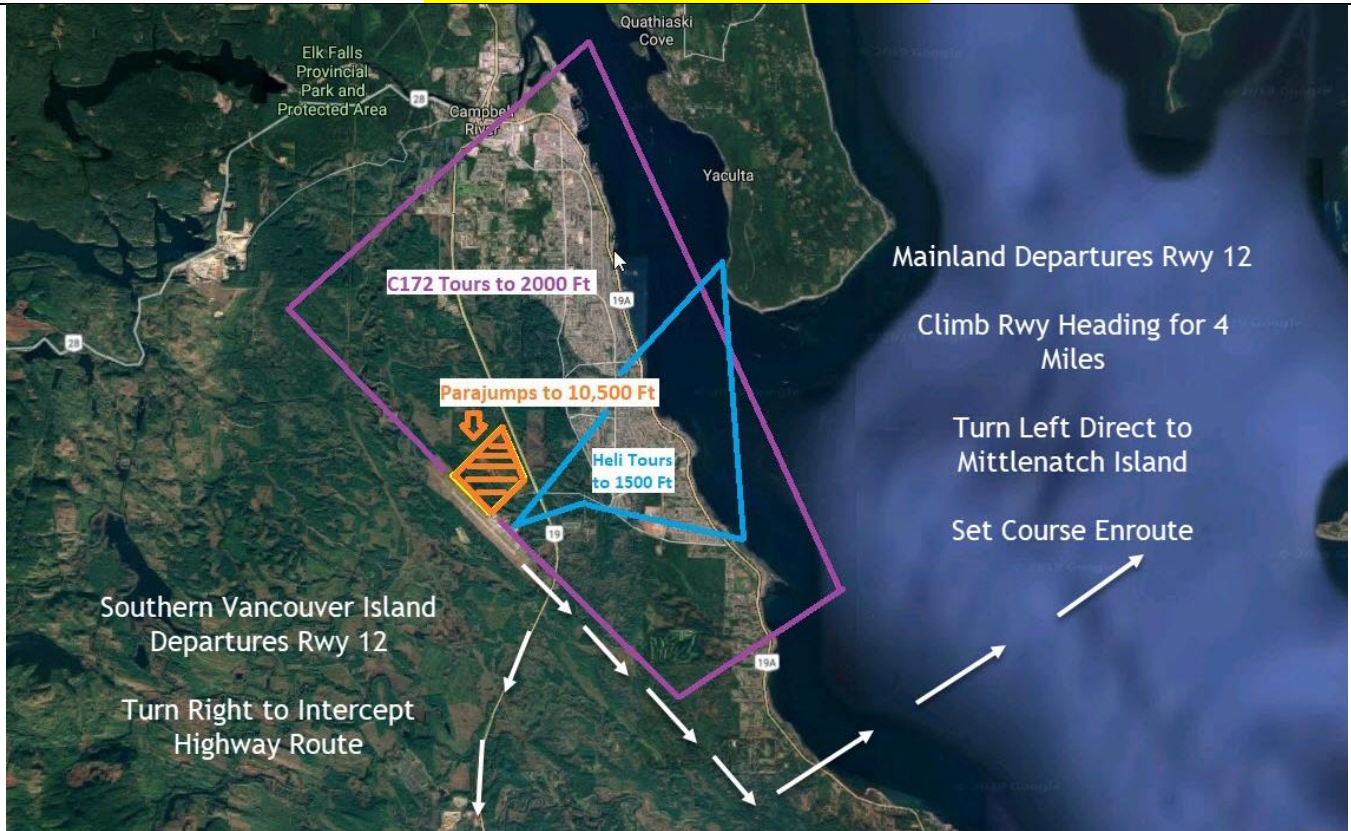 Quathiaski
Cove
Elk Falls
Provincial
Park and
Protected Area
28
Campbell
River
Yaculta
Mainland Departures Rwy 12
Climb Rwy Heading for 4
Miles
Turn Left Direct to
Mittlenatch Island
Set Course Enroute
C172 Tours to 2000 Ft
19A
28
Parajumps to 10,500 Ft
Heli Tours
to 1500 Ft
19
Southern Vancouver Island
Departures Rwy 12
Turn Right to Intercept
Highway Route
19A